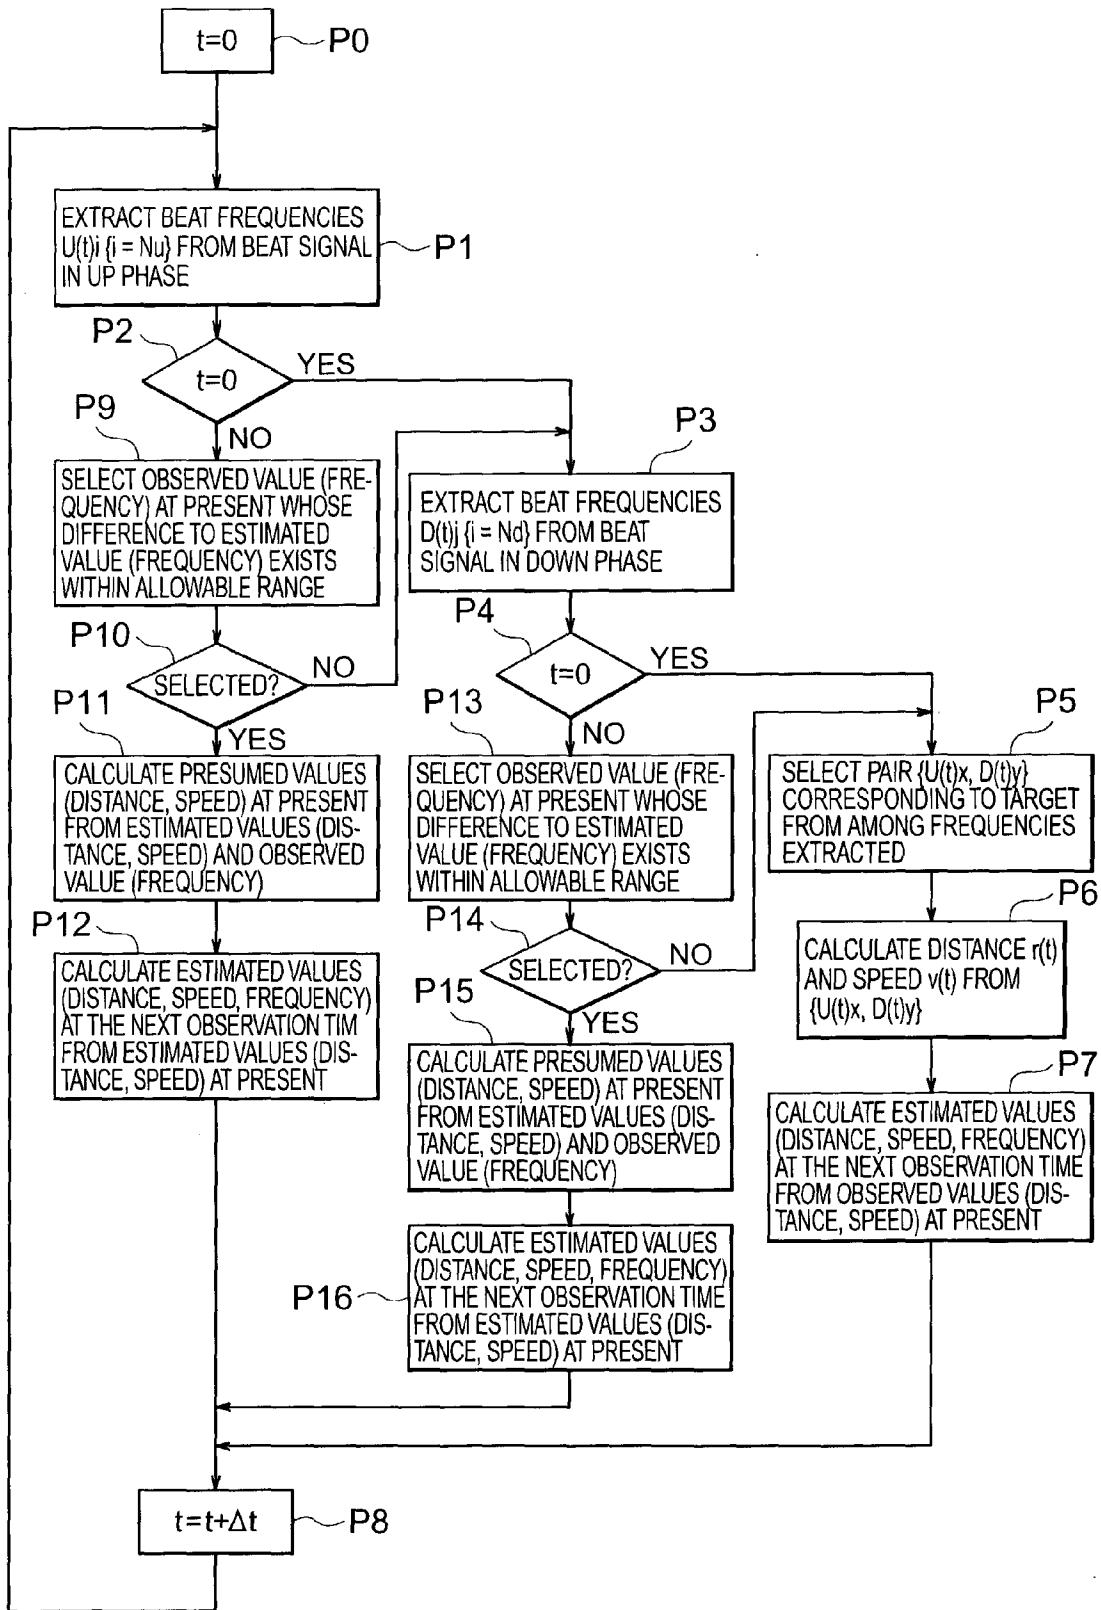 t=0
P0
EXTRACT BEAT FREQUENCIES
U(t)i {i = Nu} FROM BEAT SIGNAL
IN UP PHASE
P1
P2
t=0
YES
NO
P9
SELECT OBSERVED VALUE (FRE-
QUENCY) AT PRESENT WHOSE
DIFFERENCE TO ESTIMATED
VALUE (FREQUENCY) EXISTS
WITHIN ALLOWABLE RANGE
P10
SELECTED?
NO
YES
P11
CALCULATE PRESUMED VALUES
(DISTANCE, SPEED) AT PRESENT
FROM ESTIMATED VALUES (DIS-
TANCE, SPEED) AND OBSERVED
VALUE (FREQUENCY)
P12
CALCULATE ESTIMATED VALUES
(DISTANCE, SPEED, FREQUENCY)
AT THE NEXT OBSERVATION TIM
FROM ESTIMATED VALUES (DIS-
TANCE, SPEED) AT PRESENT
P3
EXTRACT BEAT FREQUENCIES
D(t)j {i = Nd} FROM BEAT
SIGNAL IN DOWN PHASE
P4
t=0
YES
NO
P13
SELECT OBSERVED VALUE (FRE-
QUENCY) AT PRESENT WHOSE
DIFFERENCE TO ESTIMATED
VALUE (FREQUENCY) EXISTS
WITHIN ALLOWABLE RANGE
P14
SELECTED?
NO
YES
P15
CALCULATE PRESUMED VALUES
(DISTANCE, SPEED) AT PRESENT
FROM ESTIMATED VALUES (DIS-
TANCE, SPEED) AND OBSERVED
VALUE (FREQUENCY)
P16
CALCULATE ESTIMATED VALUES
(DISTANCE, SPEED, FREQUENCY)
AT THE NEXT OBSERVATION TIME
FROM ESTIMATED VALUES (DIS-
TANCE, SPEED) AT PRESENT
P5
SELECT PAIR {U(t)x, D(t)y}
CORRESPONDING TO TARGET
FROM AMONG FREQUENCIES
EXTRACTED
P6
CALCULATE DISTANCE r(t)
AND SPEED v(t) FROM
{U(t)x, D(t)y}
P7
CALCULATE ESTIMATED VALUES
(DISTANCE, SPEED, FREQUENCY)
AT THE NEXT OBSERVATION TIME
FROM OBSERVED VALUES (DIS-
TANCE, SPEED) AT PRESENT
t=t+Δt
P8